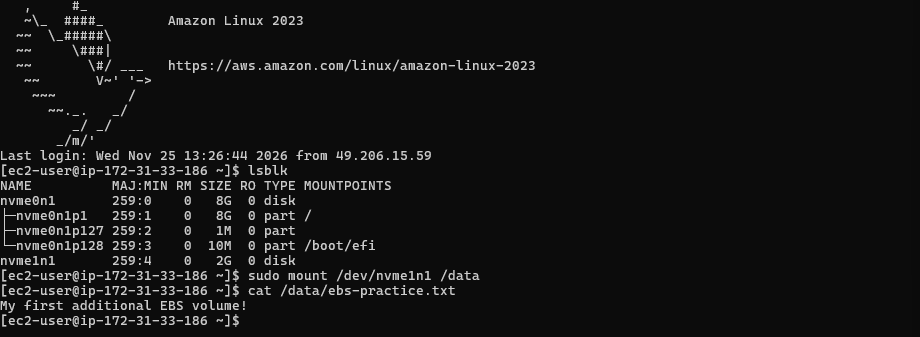 ,     #_
   ~\_  ####_        Amazon Linux 2023
  ~~  \_#####\
  ~~     \###|
  ~~       \#/ ___   https://aws.amazon.com/linux/amazon-linux-2023
   ~~       V~' '->
    ~~~         /
      ~~._.   _/
         _/ _/
       _/m/'
Last login: Wed Nov 25 13:26:44 2026 from 49.206.15.59
[ec2-user@ip-172-31-33-186 ~]$ lsblk
NAME          MAJ:MIN RM SIZE RO TYPE MOUNTPOINTS
nvme0n1       259:0    0   8G  0 disk
├─nvme0n1p1   259:1    0   8G  0 part /
├─nvme0n1p127 259:2    0   1M  0 part
└─nvme0n1p128 259:3    0  10M  0 part /boot/efi
nvme1n1       259:4    0   2G  0 disk
[ec2-user@ip-172-31-33-186 ~]$ sudo mount /dev/nvme1n1 /data
[ec2-user@ip-172-31-33-186 ~]$ cat /data/ebs-practice.txt
My first additional EBS volume!
[ec2-user@ip-172-31-33-186 ~]$